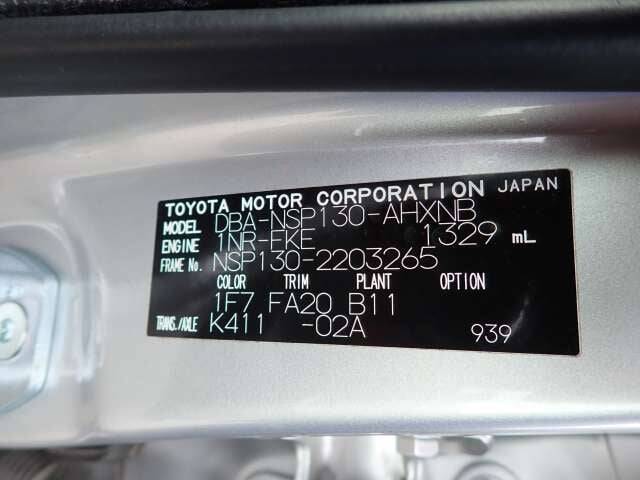 TOYOTA MOTOR CORPORATION JAPAN
MODEL DBA-NSP130-AHXNB
ENGINE 1NR-FKE 1329 mL
FRAME NO. NSP130-2203265
COLOR TRIM PLANT OPTION
1F7 FA20 B11
TRANS./AXLE K411 -02A 939